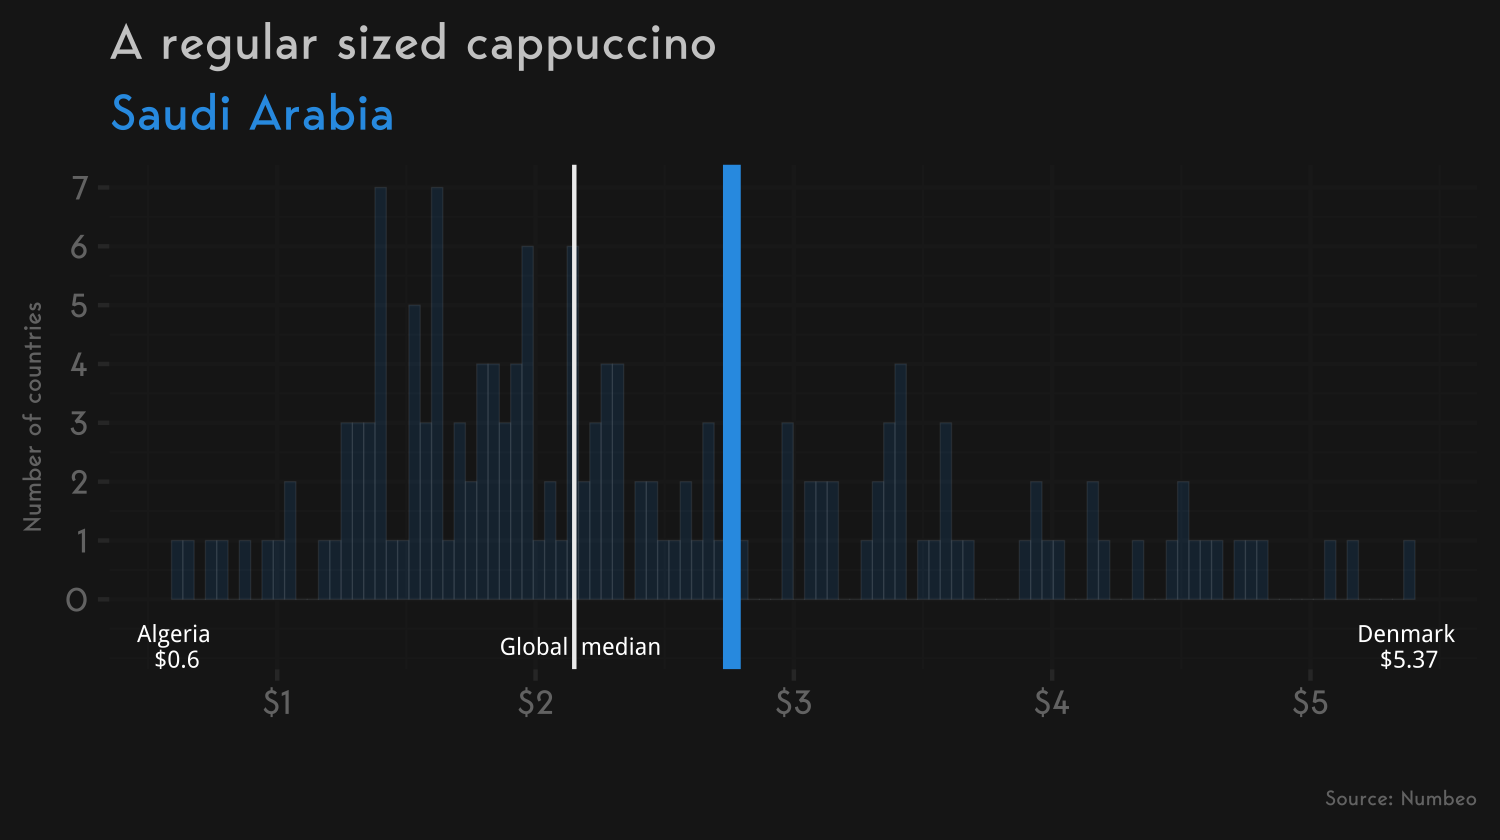 A regular sized cappuccino
Saudi Arabia
Number of countries
7
6
5
4
3
2
1
0
Algeria
$0.6
Global median
Denmark
$5.37
$1 $2 $3 $4 $5
Source: Numbeo